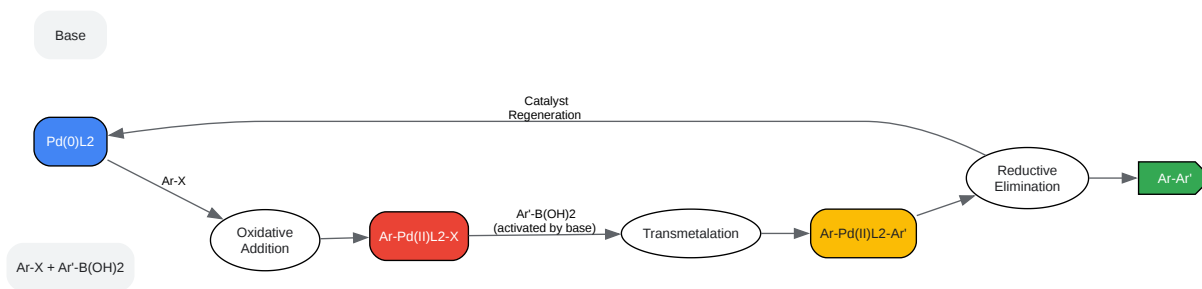 Base
Catalyst
Regeneration
Pd(0)L2
Ar-X
Reductive
Elimination
Ar-Ar'
Oxidative
Addition
Ar-Pd(II)L2-X
Ar'-B(OH)2
(activated by base)
Transmetalation
Ar-Pd(II)L2-Ar'
Ar-X + Ar'-B(OH)2